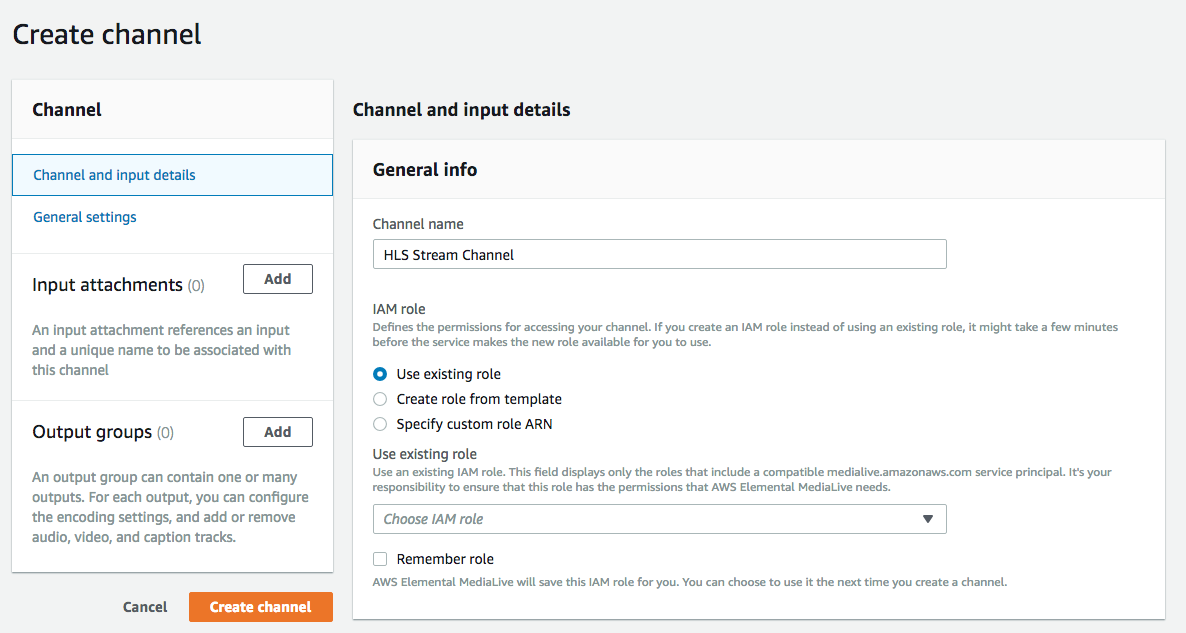 Create channel
Channel
Channel and input details
General settings
Input attachments (0)
Add
An input attachment references an input
and a unique name to be associated with
this channel
Output groups (0)
Add
An output group can contain one or many
outputs. For each output, you can configure
the encoding settings, and add or remove
audio, video, and caption tracks.
Cancel
Create channel
Channel and input details
General info
Channel name
HLS Stream Channel
IAM role
Defines the permissions for accessing your channel. If you create an IAM role instead of using an existing role, it might take a few minutes
before the service makes the new role available for you to use.
Use existing role
Create role from template
Specify custom role ARN
Use existing role
Use an existing IAM role. This field displays only the roles that include a compatible medialive.amazonaws.com service principal. It's your
responsibility to ensure that this role has the permissions that AWS Elemental MediaLive needs.
Choose IAM role
Remember role
AWS Elemental MediaLive will save this IAM role for you. You can choose to use it the next time you create a channel.